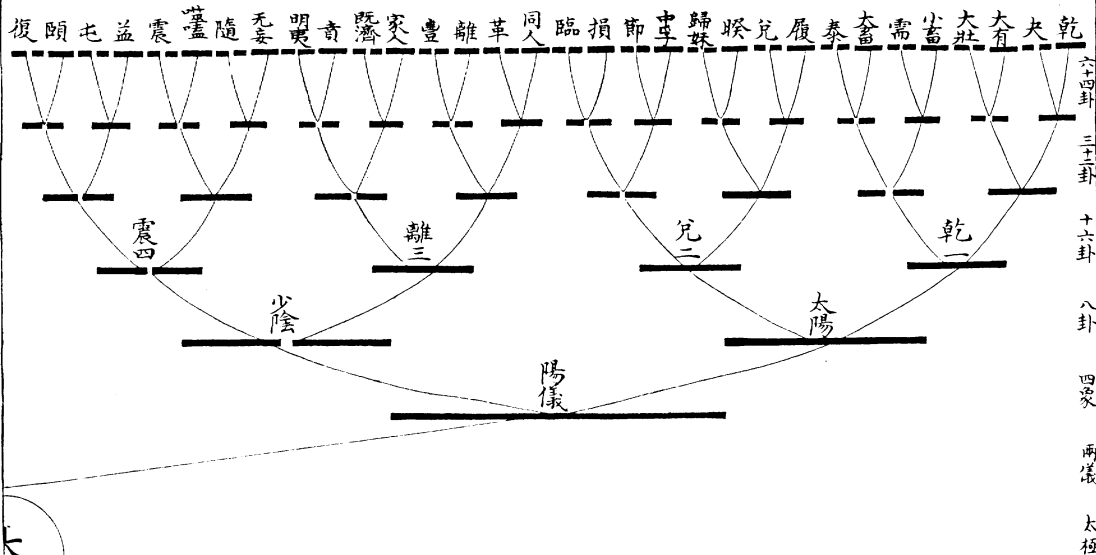 乾
夬
大有
大壯
小畜
需
大畜
泰
履
兌
睽
歸妹
中孚
節
損
臨
同人
革
離
豐
家人
既濟
賁
明夷
无妄
隨
噬嗑
震
益
屯
頤
復
六十四卦
三十二卦
十六卦
八卦
四象
兩儀
太極
乾一
兌二
離三
震四
太陽
少陰
陽儀